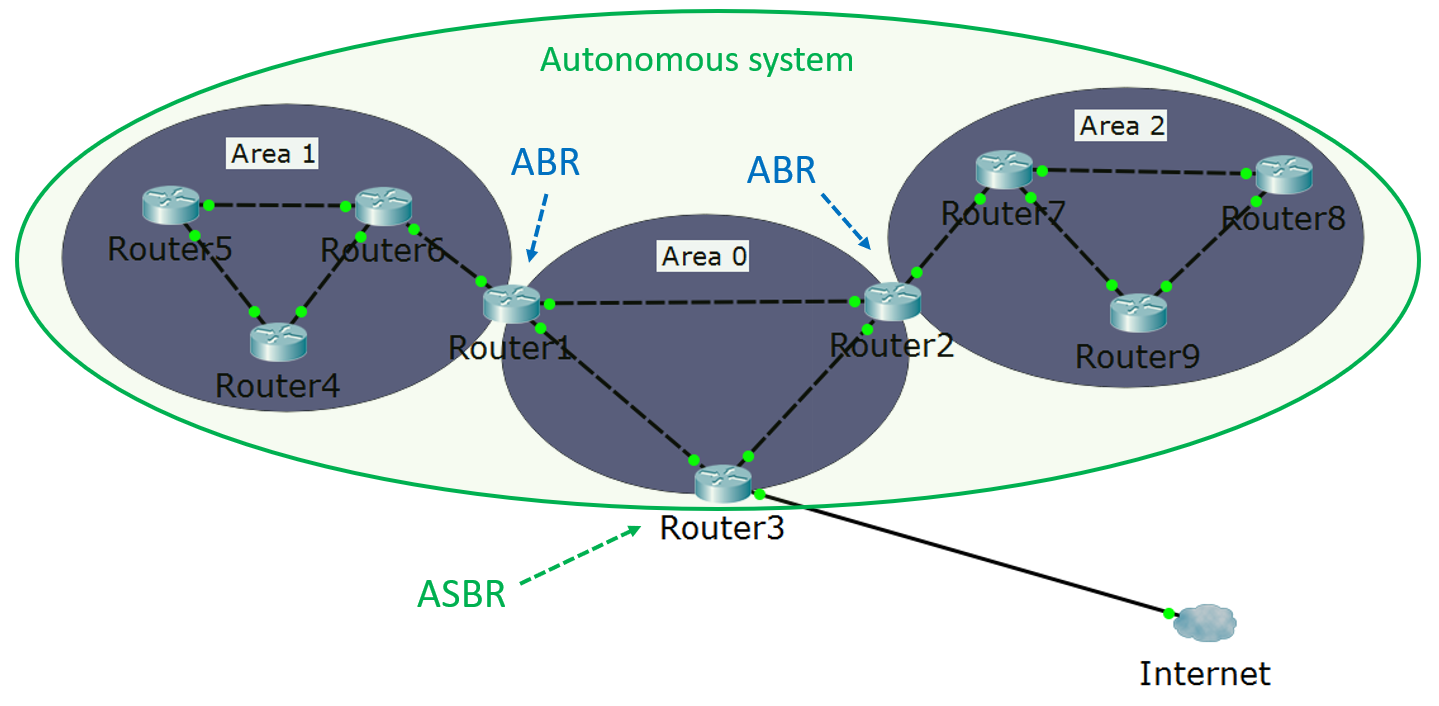 Autonomous system
Area 1
ABR
ABR
Area 2
Router5
Router6
Router7
Router8
Area 0
Router4
Router1
Router2
Router9
Router3
ASBR
Internet